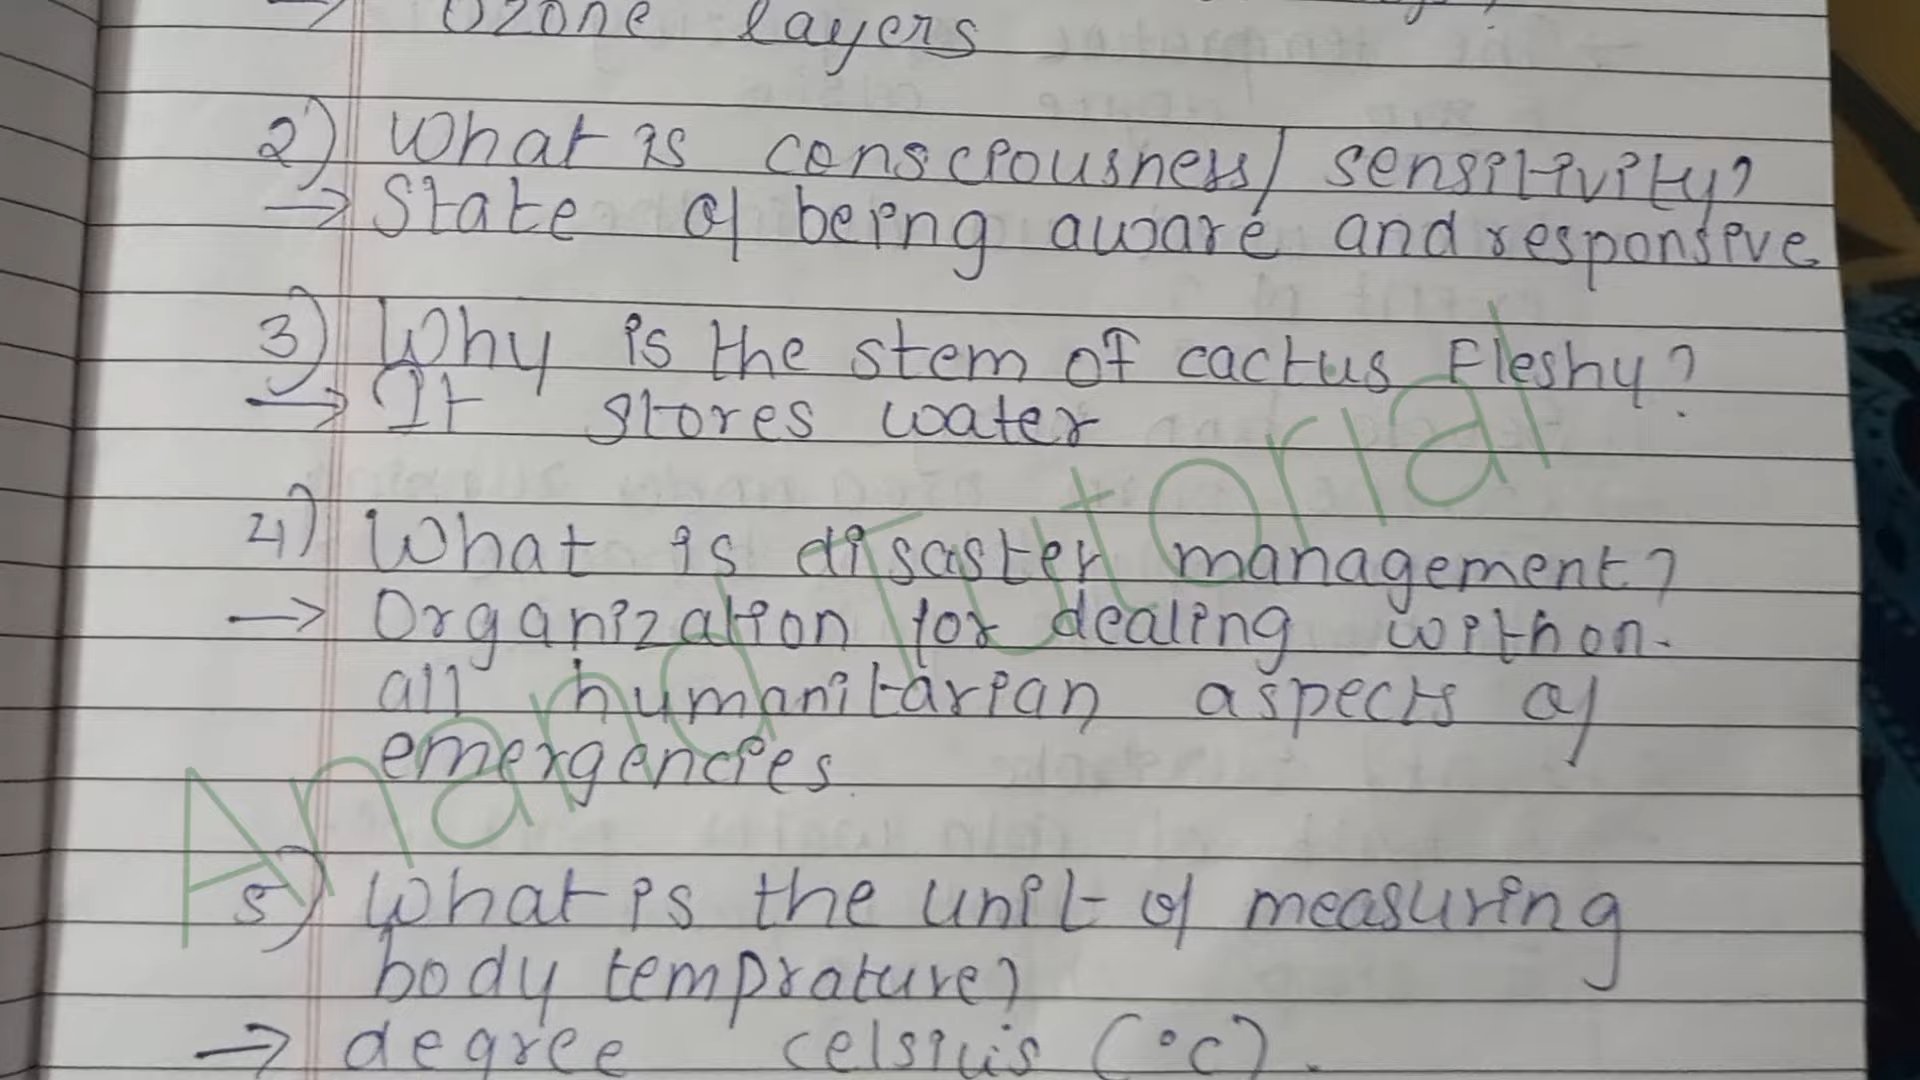 → Ozone layers
2) What is consciousness/ sensitivity?
→ State of being aware and responsive
3) Why is the stem of cactus Fleshy?
→ It stores water
4) What is disaster management?
→ Organization for dealing with on.
all humanitarian aspects of
emergencies
5) What is the unit of measuring
body temprature?
→ degree celsius (°C).
Anand Tutorial